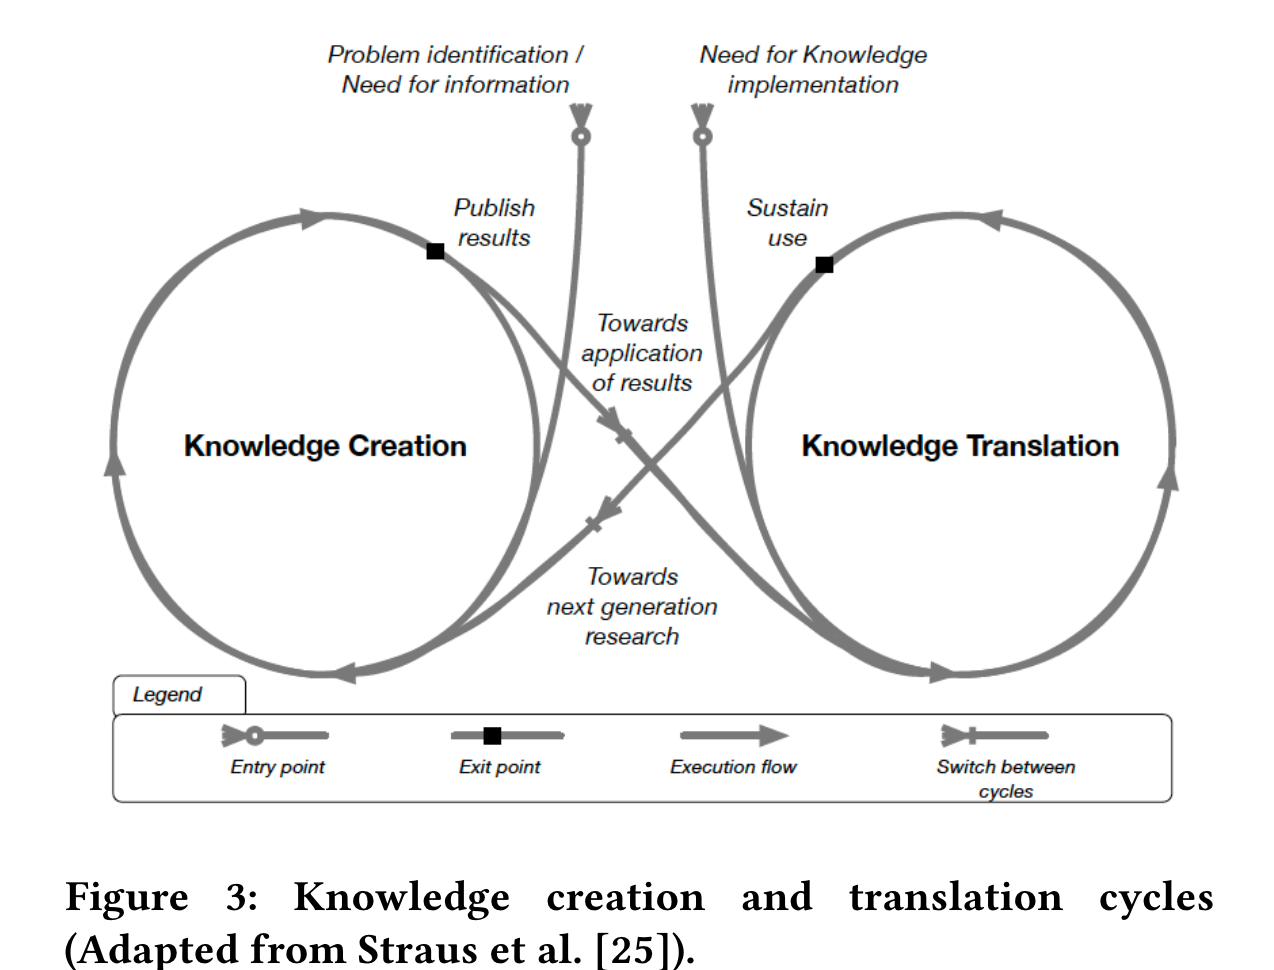 Problem identification /
Need for information
Need for Knowledge
implementation
Publish
results
Sustain
use
Towards
application
of results
Knowledge Creation
Knowledge Translation
Towards
next generation
research
Legend
Entry point
Exit point
Execution flow
Switch between
cycles
Figure 3: Knowledge creation and translation cycles
(Adapted from Straus et al. [25]).